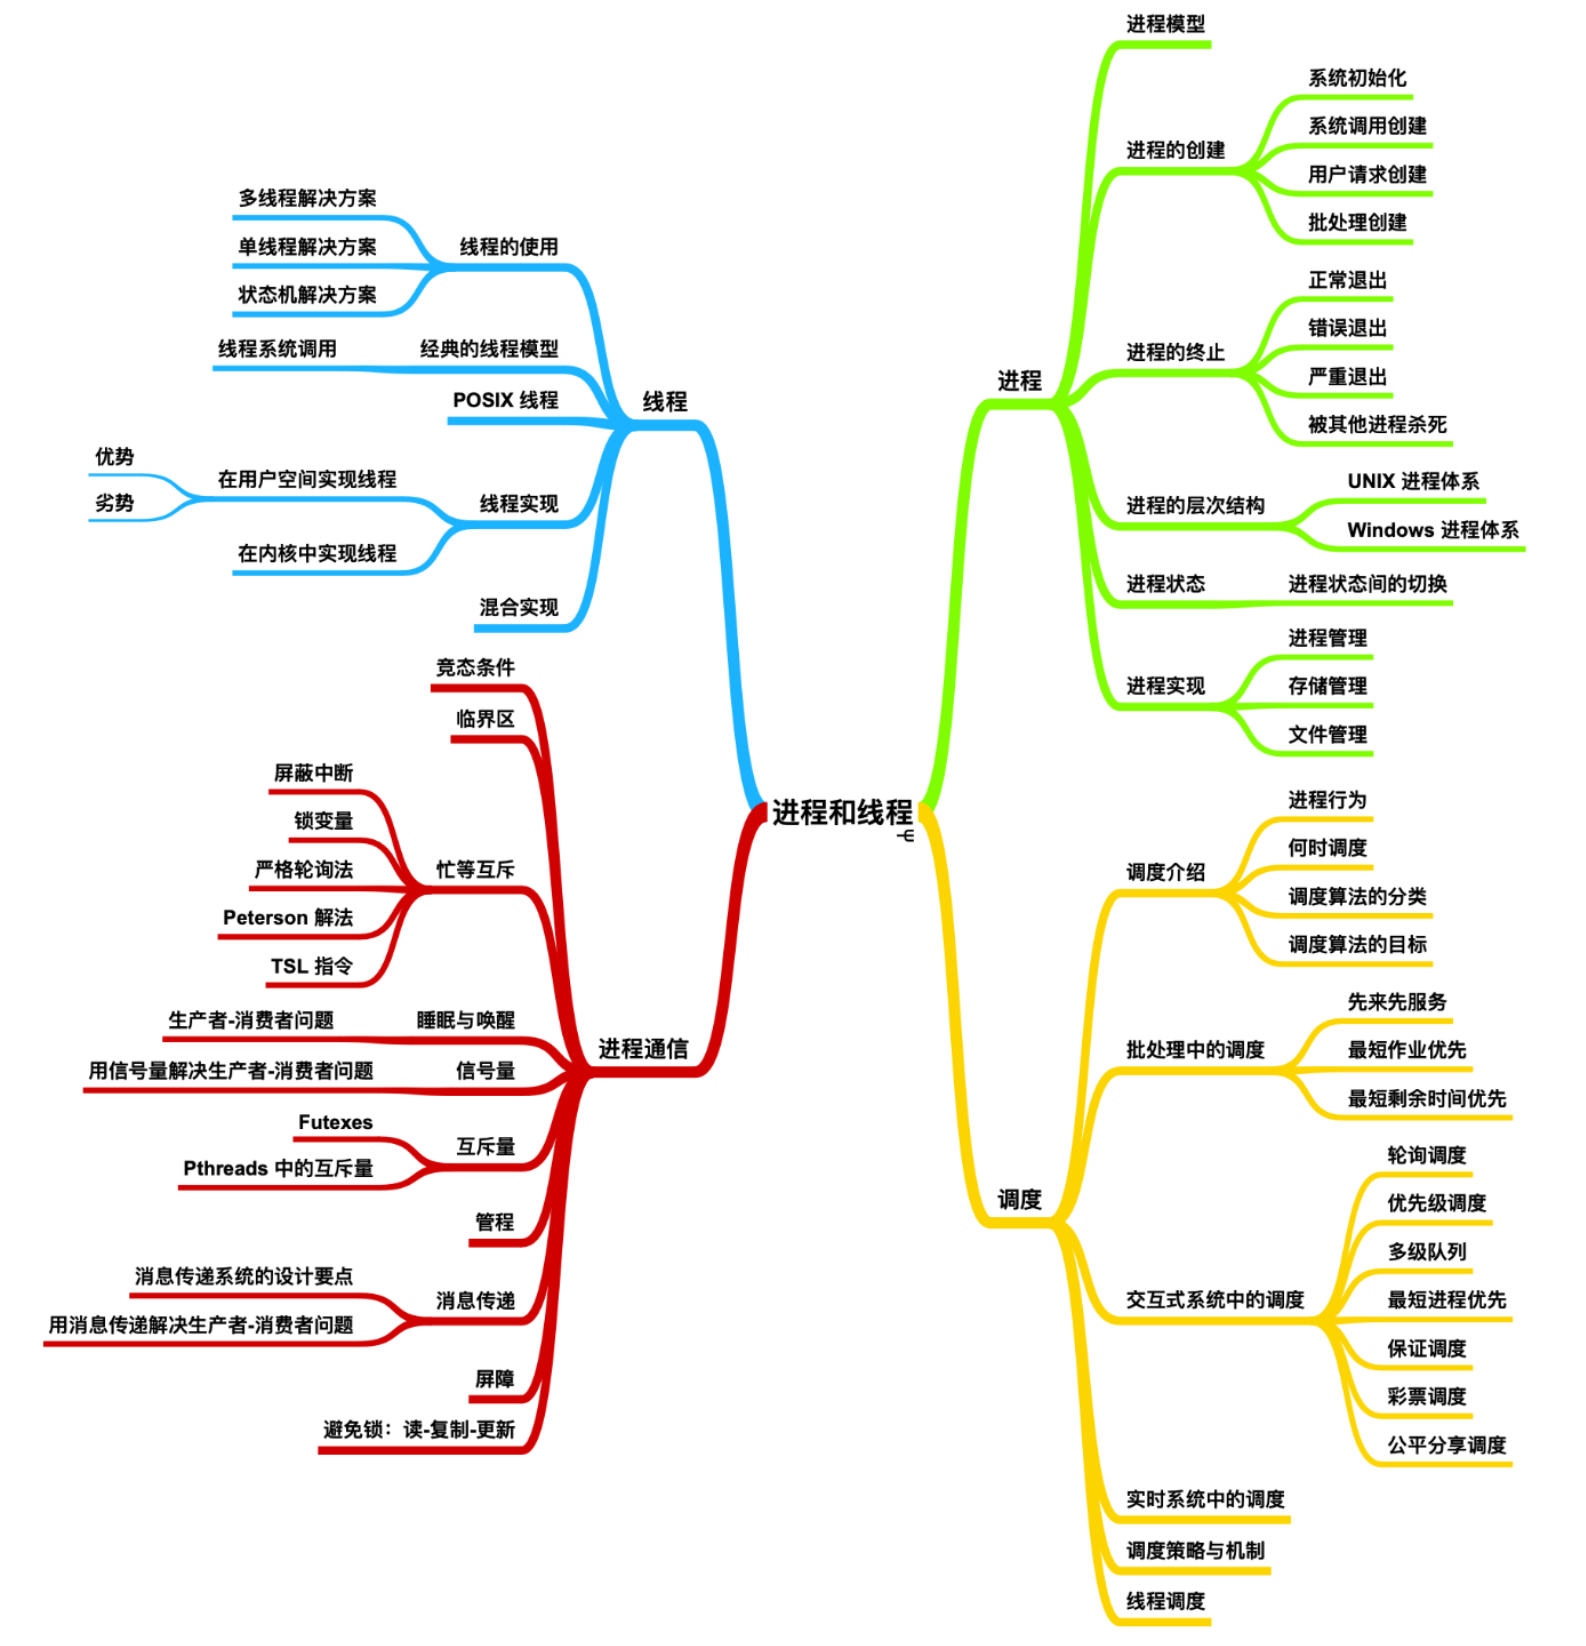 进程和线程
进程
进程模型
进程的创建
系统初始化
系统调用创建
用户请求创建
批处理创建
进程的终止
正常退出
错误退出
严重退出
被其他进程杀死
进程的层次结构
UNIX 进程体系
Windows 进程体系
进程状态
进程状态间的切换
进程实现
进程管理
存储管理
文件管理
调度
调度介绍
进程行为
何时调度
调度算法的分类
调度算法的目标
批处理中的调度
先来先服务
最短作业优先
最短剩余时间优先
交互式系统中的调度
轮询调度
优先级调度
多级队列
最短进程优先
保证调度
彩票调度
公平分享调度
实时系统中的调度
调度策略与机制
线程调度
线程
线程的使用
多线程解决方案
单线程解决方案
状态机解决方案
经典的线程模型
线程系统调用
POSIX 线程
线程实现
在用户空间实现线程
优势
劣势
在内核中实现线程
混合实现
进程通信
竞态条件
临界区
忙等互斥
屏蔽中断
锁变量
严格轮询法
Peterson 解法
TSL 指令
睡眠与唤醒
生产者-消费者问题
信号量
用信号量解决生产者-消费者问题
互斥量
Futexes
Pthreads 中的互斥量
管程
消息传递
消息传递系统的设计要点
用消息传递解决生产者-消费者问题
屏障
避免锁：读-复制-更新